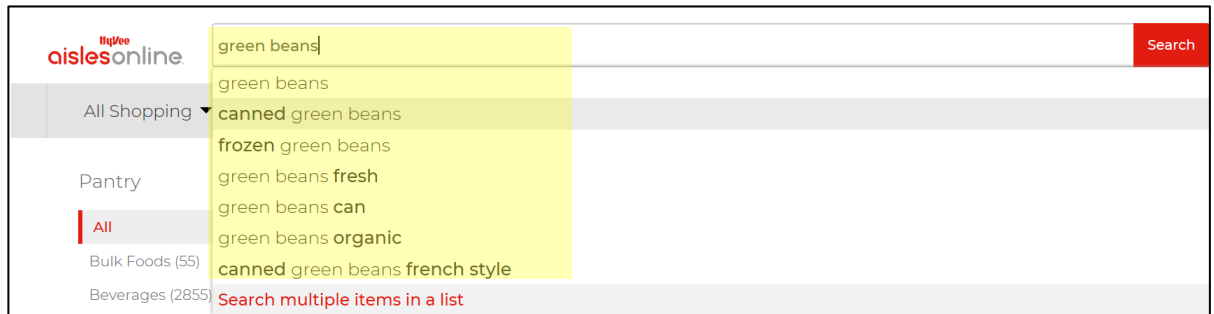 HyVee
aislesonline.
green beans
Search
green beans
All Shopping
canned green beans
frozen green beans
Pantry
green beans fresh
All
green beans can
green beans organic
Bulk Foods (55)
canned green beans french style
Beverages (2855)
Search multiple items in a list